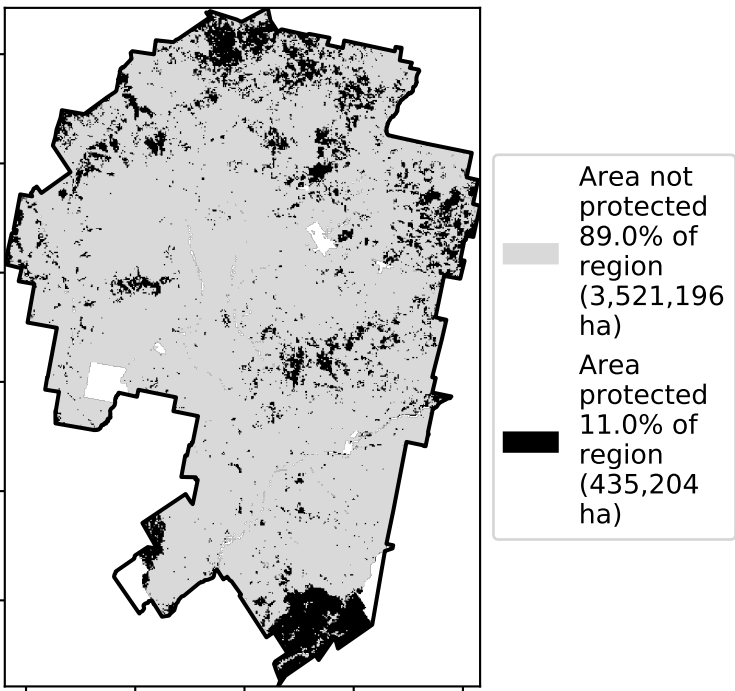 Area not
protected
89.0% of
region
(3,521,196
ha)
Area
protected
11.0% of
region
(435,204
ha)